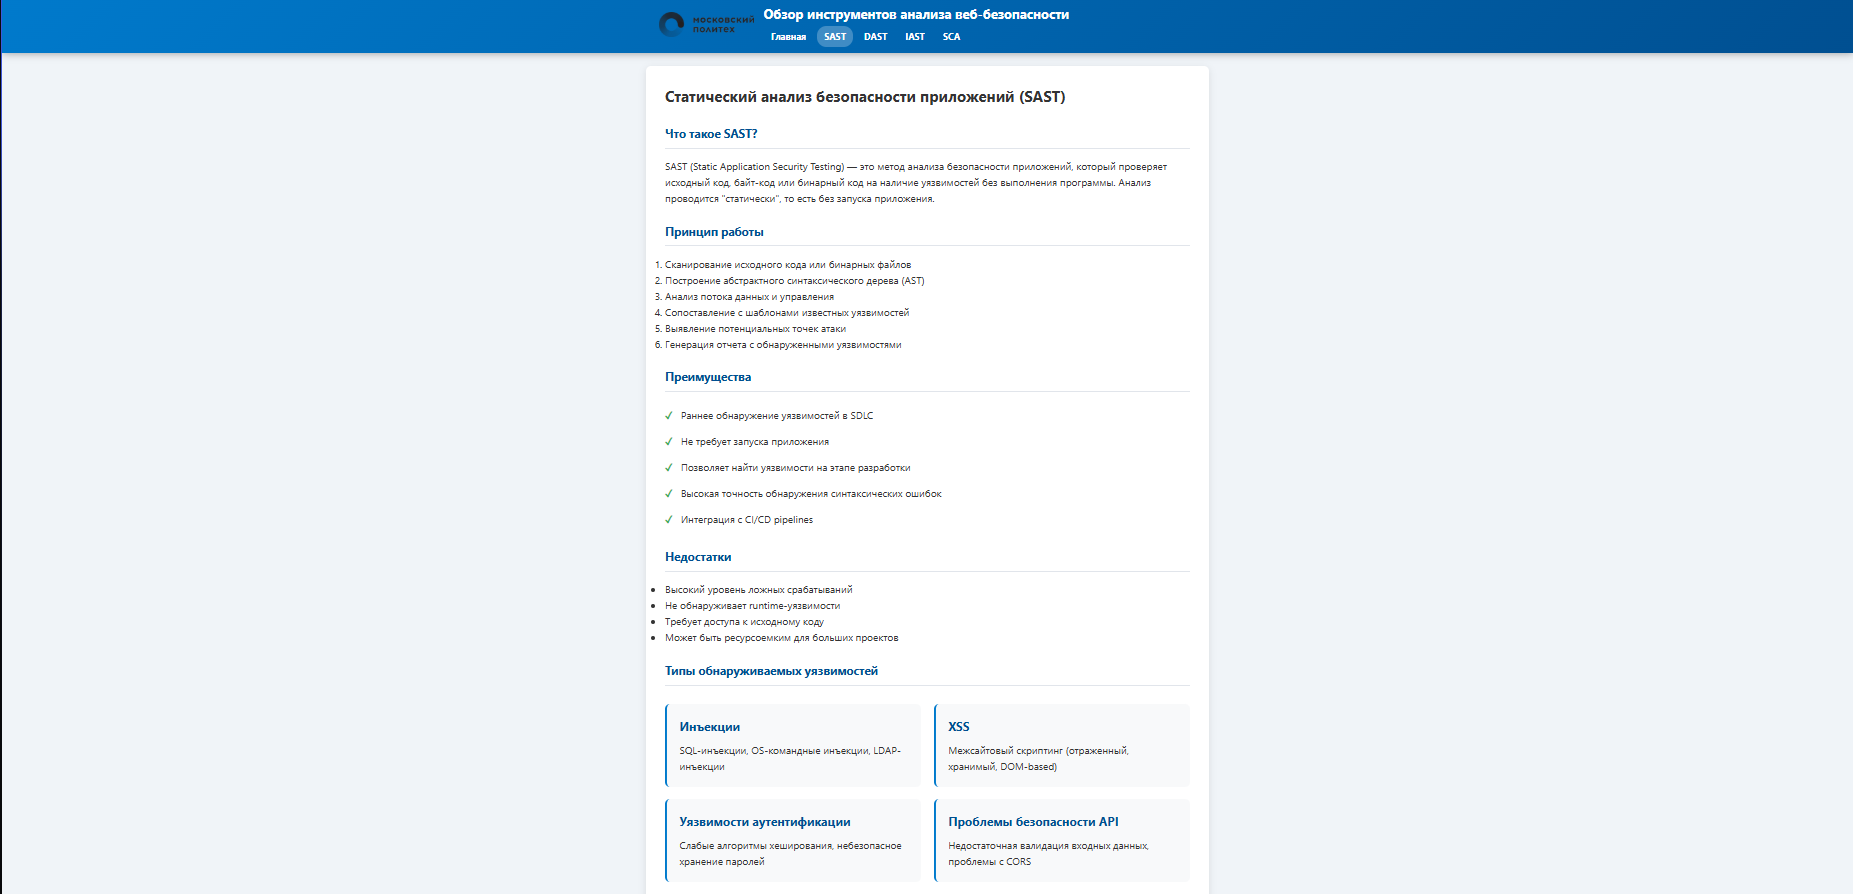 московский
политех
Обзор инструментов анализа веб-безопасности
Главная SAST DAST IAST SCA
Статический анализ безопасности приложений (SAST)
Что такое SAST?
SAST (Static Application Security Testing) — это метод анализа безопасности приложений, который проверяет
исходный код, байт-код или бинарный код на наличие уязвимостей без выполнения программы. Анализ
проводится "статически", то есть без запуска приложения.
Принцип работы
1. Сканирование исходного кода или бинарных файлов
2. Построение абстрактного синтаксического дерева (AST)
3. Анализ потока данных и управления
4. Сопоставление с шаблонами известных уязвимостей
5. Выявление потенциальных точек атаки
6. Генерация отчета с обнаруженными уязвимостями
Преимущества
✓ Раннее обнаружение уязвимостей в SDLC
✓ Не требует запуска приложения
✓ Позволяет найти уязвимости на этапе разработки
✓ Высокая точность обнаружения синтаксических ошибок
✓ Интеграция с CI/CD pipelines
Недостатки
• Высокий уровень ложных срабатываний
• Не обнаруживает runtime-уязвимости
• Требует доступа к исходному коду
• Может быть ресурсоемким для больших проектов
Типы обнаруживаемых уязвимостей
Инъекции
SQL-инъекции, OS-командные инъекции, LDAP-
инъекции
XSS
Межсайтовый скриптинг (отраженный,
хранимый, DOM-based)
Уязвимости аутентификации
Слабые алгоритмы хеширования, небезопасное
хранение паролей
Проблемы безопасности API
Недостаточная валидация входных данных,
проблемы с CORS